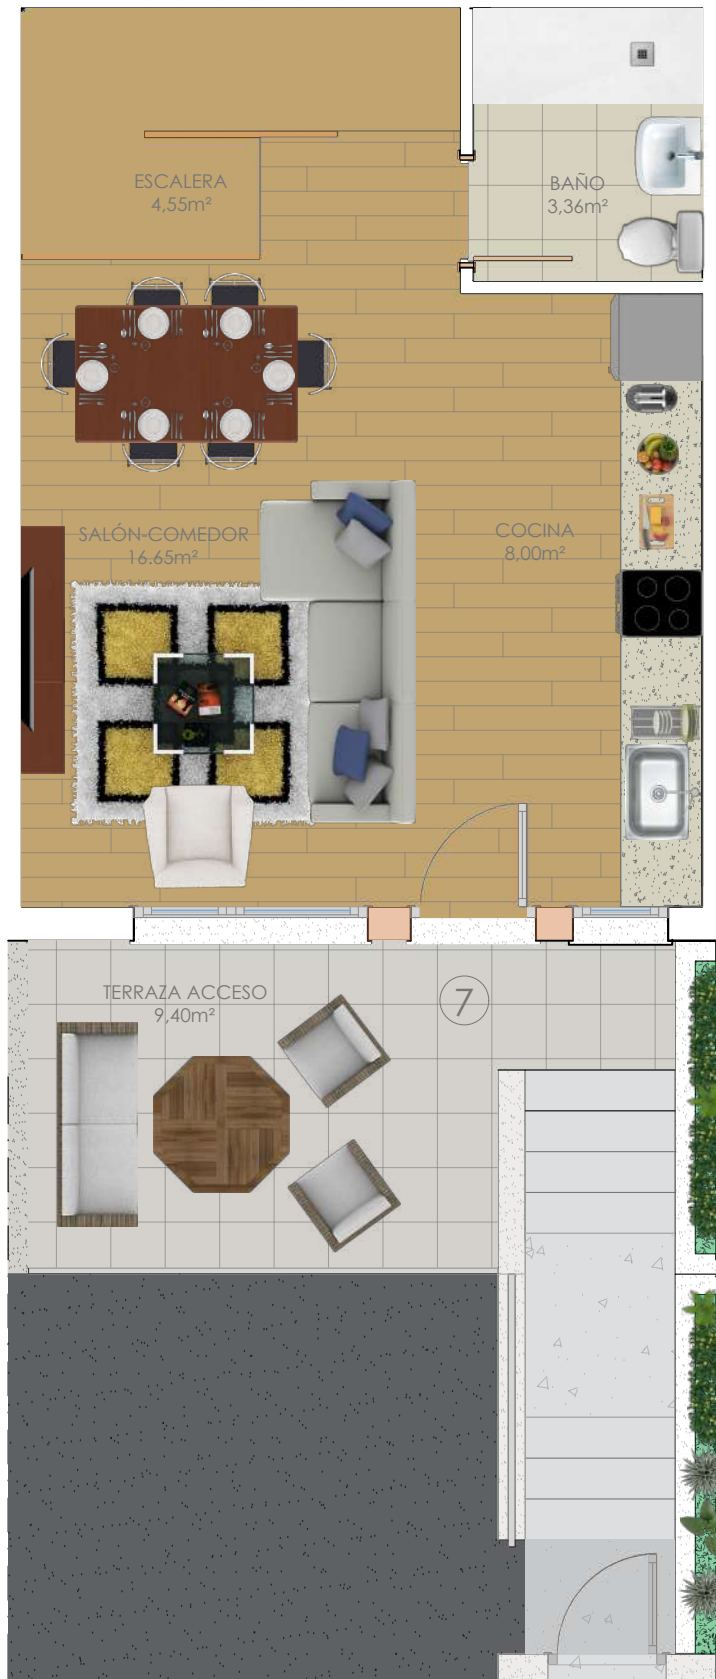 ESCALERA
4,55m²
BAÑO
3,36m²
SALÓN-COMEDOR
16.65m²
COCINA
8,00m²
TERRAZA ACCESO
9,40m²
7